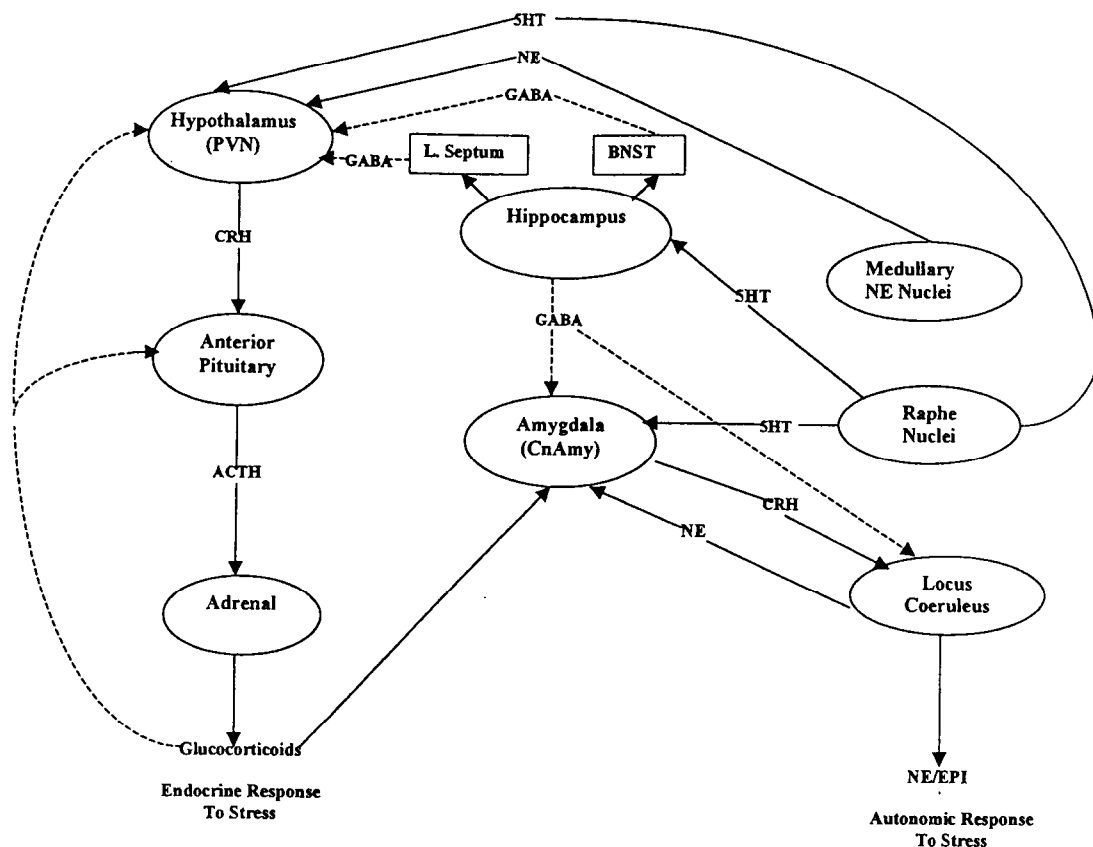 5HT
NE
GABA
Hypothalamus
(PVN)
GABA
L. Septum
BNST
Hippocampus
CRH
Medullary
NE Nuclei
5HT
GABA
Anterior
Pituitary
Amygdala
(CnAmy)
5HT
Raphe
Nuclei
ACTH
CRH
NE
Adrenal
Locus
Coeruleus
Glucocorticoids
NE/EPI
Endocrine Response
To Stress
Autonomic Response
To Stress